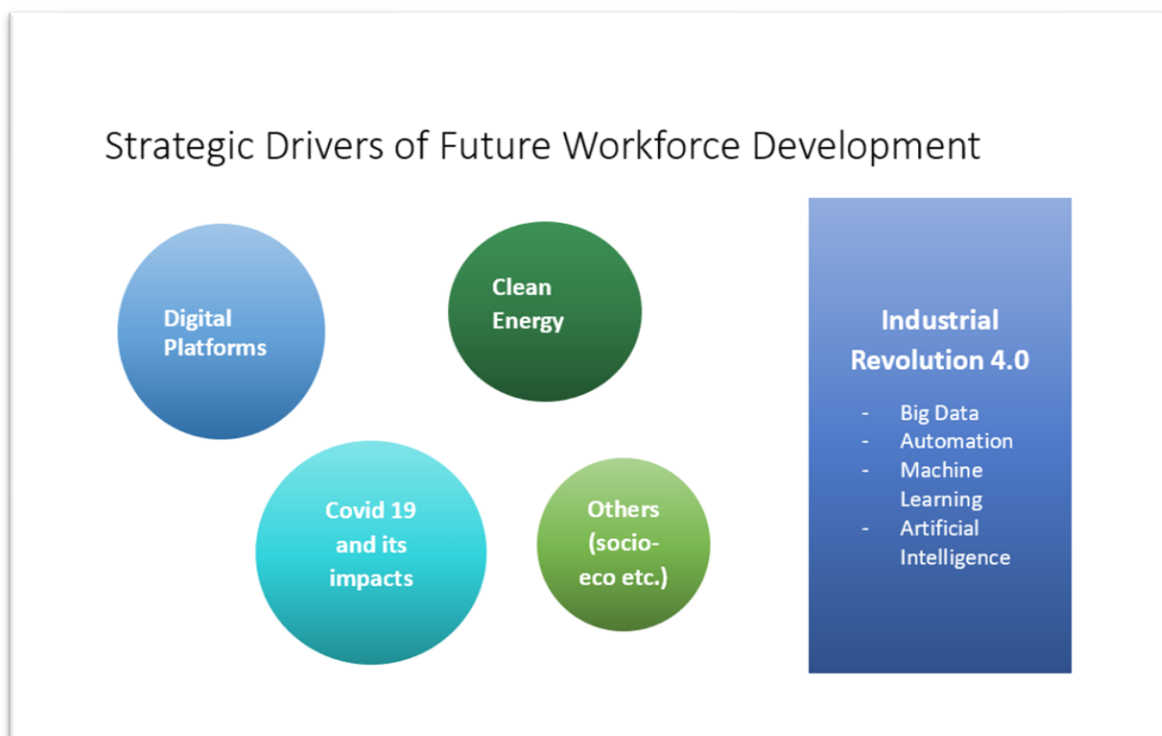 Strategic Drivers of Future Workforce Development
Digital
Platforms
Clean
Energy
Covid 19
and its
impacts
Others
(socio-
eco etc.)
Industrial
Revolution 4.0
- Big Data
- Automation
- Machine
Learning
- Artificial
Intelligence